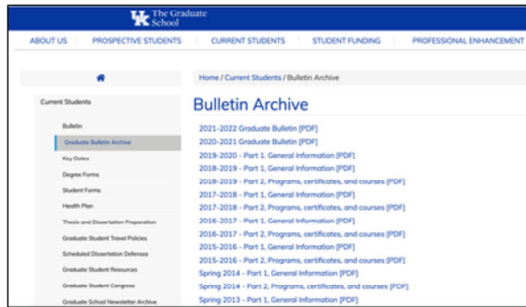 The Graduate
School
ABOUT US
PROSPECTIVE STUDENTS
CURRENT STUDENTS
STUDENT FUNDING
PROFESSIONAL ENHANCEMENT
Home / Current Students / Bulletin Archive
Current Students
Bulletin
Graduate Bulletin Archive
Key Dates
Degree Forms
Student Forms
Health Plan
Thesis and Dissertation Preparation
Graduate Student Travel Policies
Scheduled Dissertation Defenses
Graduate Student Resources
Graduate Student Congress
Graduate School Newsletter Archive
Bulletin Archive
2021-2022 Graduate Bulletin [PDF]
2020-2021 Graduate Bulletin [PDF]
2019-2020 - Part 1, General Information [PDF]
2018-2019 - Part 1, General Information [PDF]
2018-2019 - Part 2, Programs, certificates, and courses [PDF]
2017-2018 - Part 1, General Information [PDF]
2017-2018 - Part 2, Programs, certificates, and courses [PDF]
2016-2017 - Part 1, General Information [PDF]
2016-2017 - Part 2, Programs, certificates, and courses [PDF]
2015-2016 - Part 1, General Information [PDF]
2015-2016 - Part 2, Programs, certificates, and courses [PDF]
Spring 2014 - Part 1, General Information [PDF]
Spring 2014 - Part 2, Programs, certificates, and courses [PDF]
Spring 2013 - Part 1, General Information [PDF]